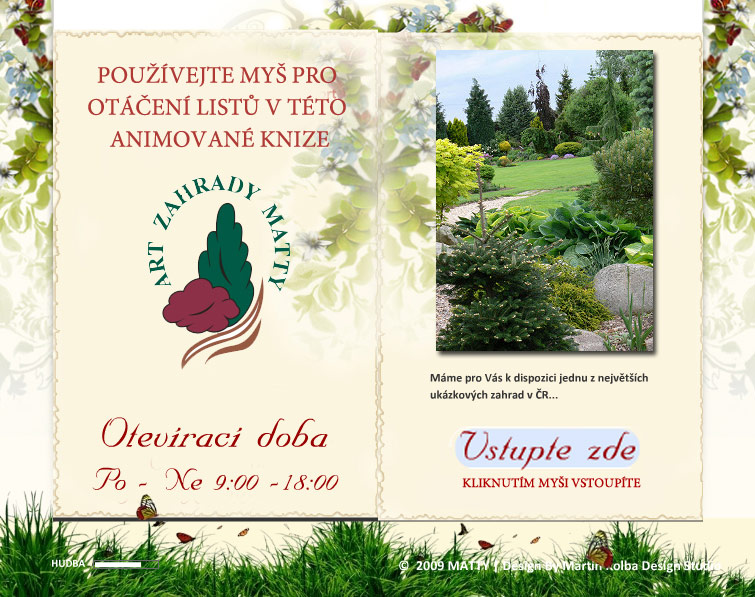 POUŽÍVEJTE MYŠ PRO
OTÁČENÍ LISTŮ V TÉTO
ANIMOVANÉ KNIZE
ART ZAHRADY MATTY
Otevírací doba
Po - Ne 9:00 -18:00
Máme pro Vás k dispozici jednu z největších
ukázkových zahrad v ČR...
Vstupte zde
KLIKNUTÍM MYŠI VSTOUPÍTE
HUDBA
© 2009 MATTY | Design by Martin Kolba Design Studio